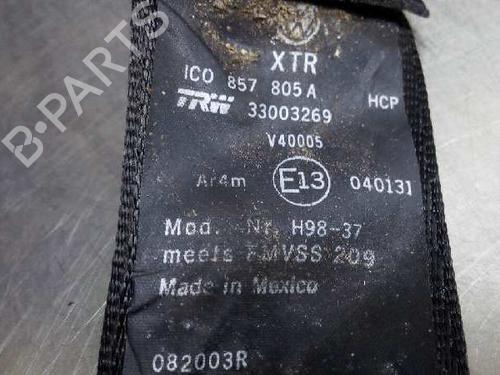 XTR
1CO 857 805 A
TRW 33003269 HCP
V40005
Ar4m E13 040131
Mod. Nr. H98-37
meets FMVSS 209
Made in Mexico
082003R
B-PARTS